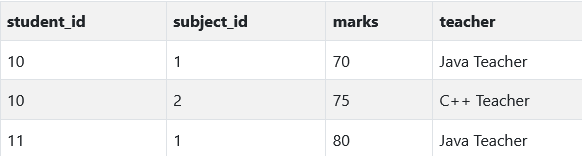 student_id subject_id marks teacher
10 1 70 Java Teacher
10 2 75 C++ Teacher
11 1 80 Java Teacher